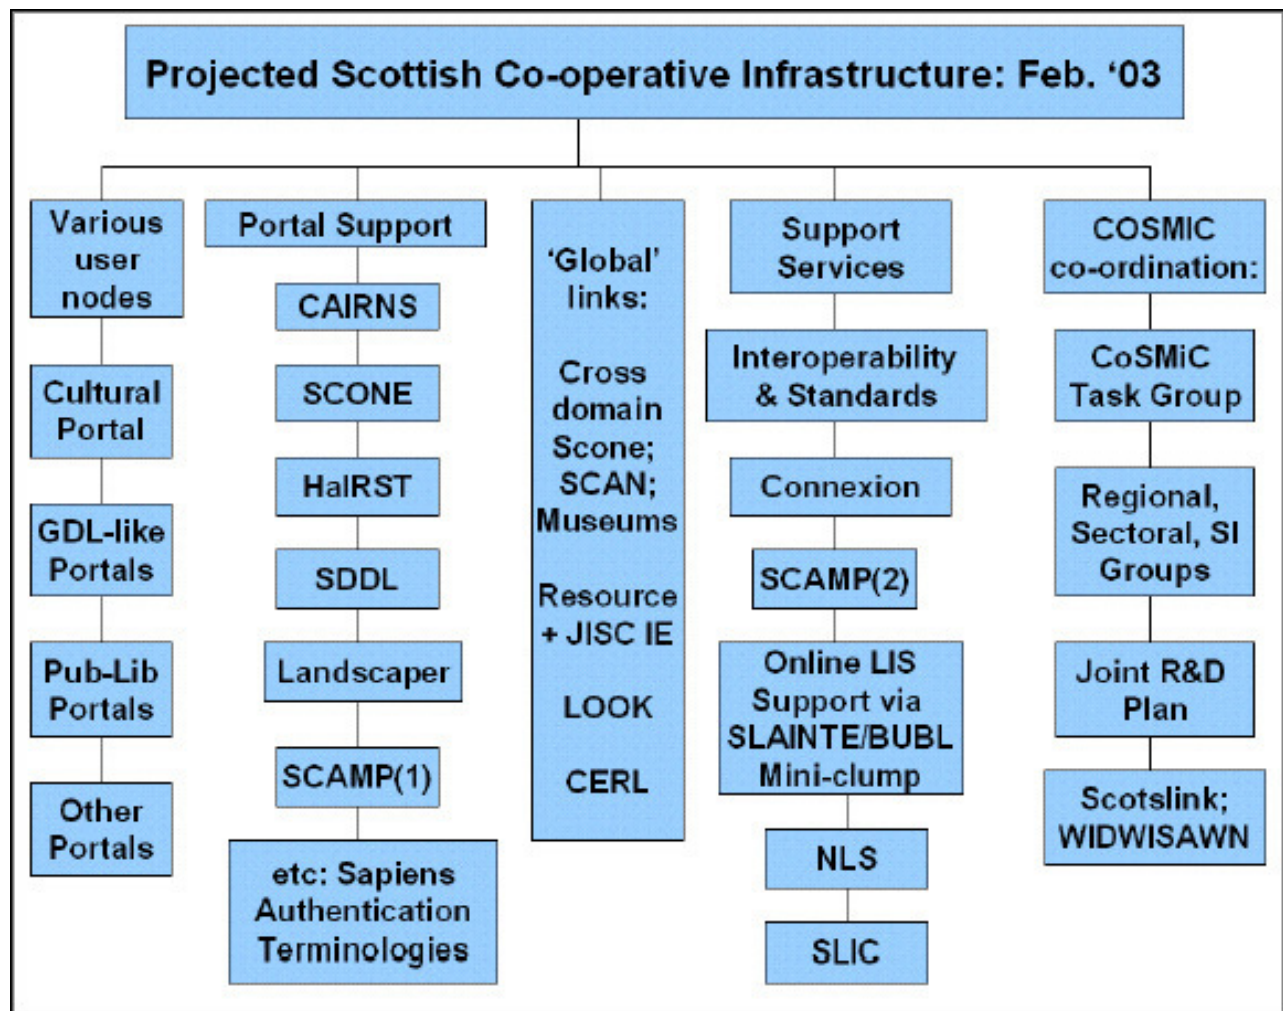 Projected Scottish Co-operative Infrastructure: Feb. ‘03
Various
user
nodes
Cultural
Portal
GDL-like
Portals
Pub-Lib
Portals
Other
Portals
Portal Support
CAIRNS
SCONE
HaIRST
SDDL
Landscaper
SCAMP(1)
etc: Sapiens
Authentication
Terminologies
‘Global’
links:
Cross
domain
Scone;
SCAN;
Museums
Resource
+ JISC IE
LOOK
CERL
Support
Services
Interoperability
& Standards
Connexion
SCAMP(2)
Online LIS
Support via
SLAINTE/BUBL
Mini-clump
NLS
SLIC
COSMIC
co-ordination:
CoSMiC
Task Group
Regional,
Sectoral, SI
Groups
Joint R&D
Plan
Scotslink;
WIDWISAWN